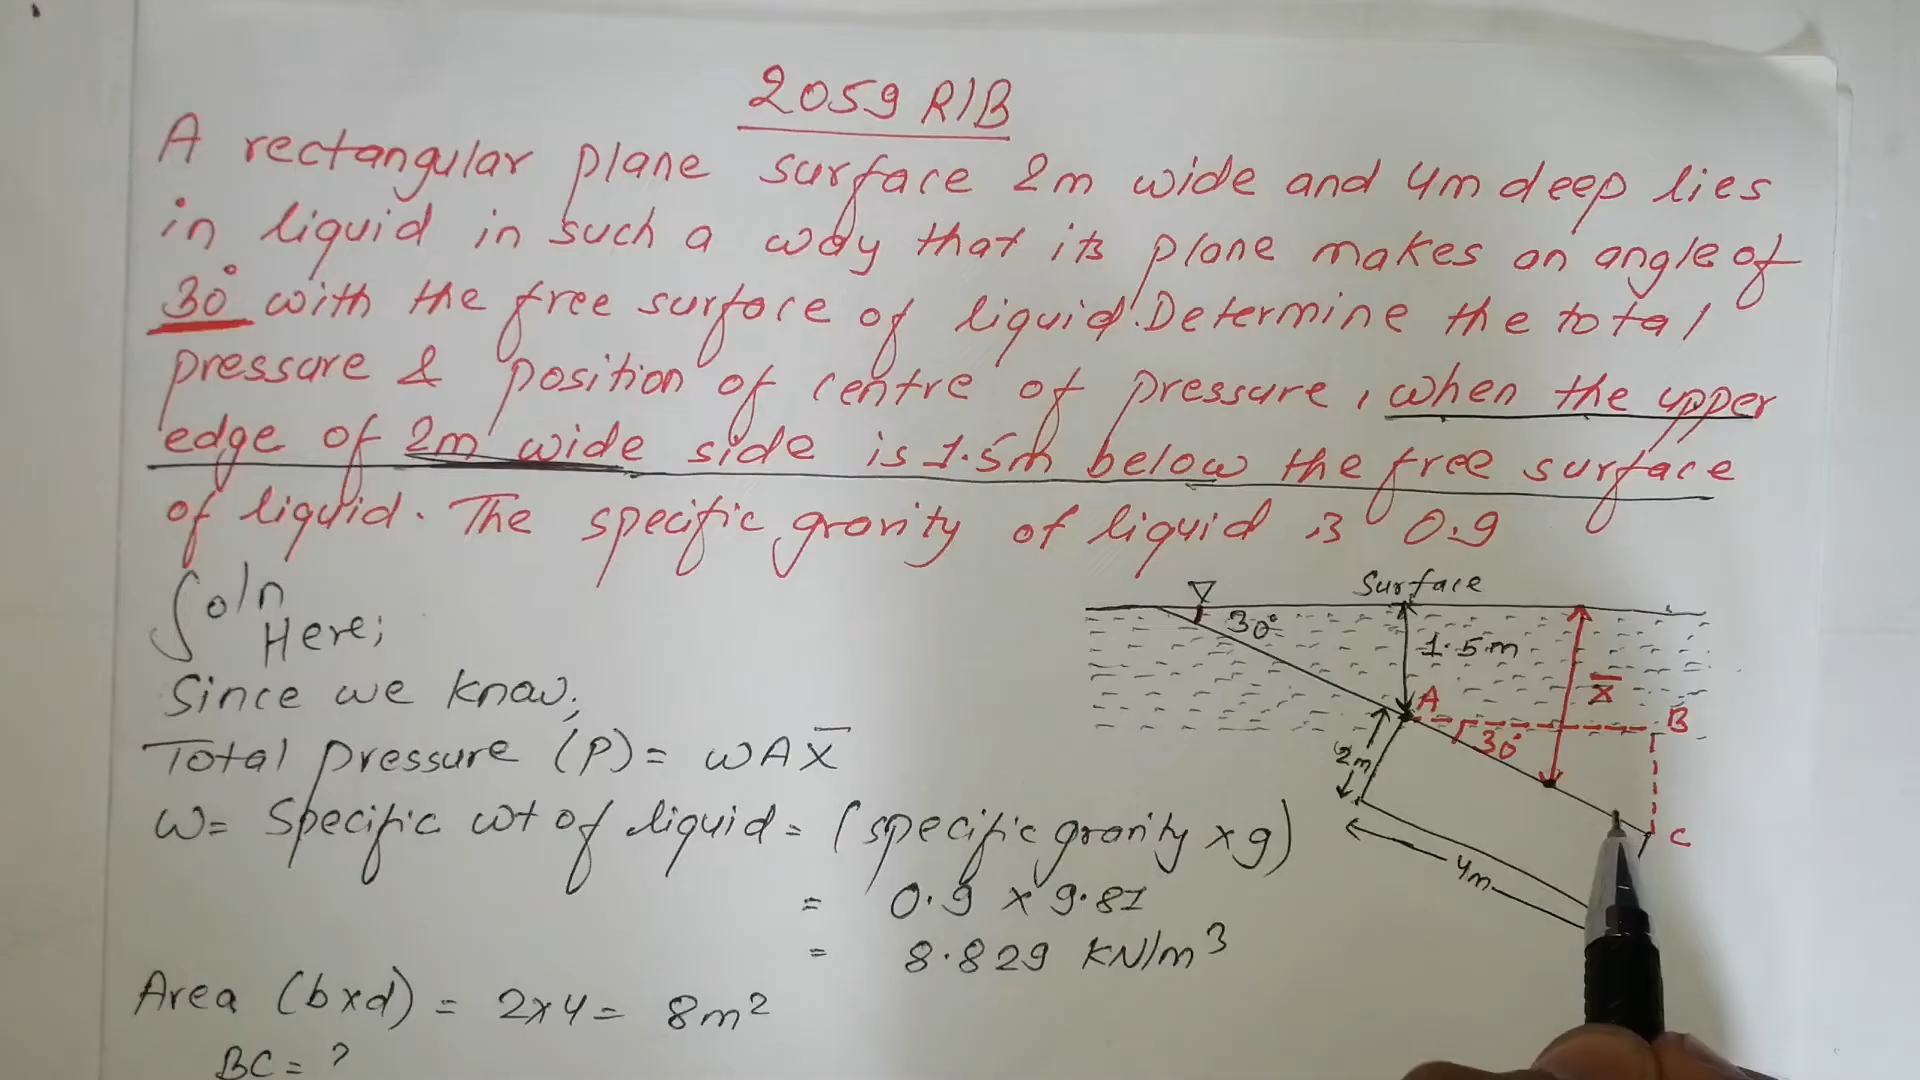 2059 R/B
A rectangular plane surface 2m wide and 4m deep lies
in liquid in such a way that its plane makes an angle of
30° with the free surface of liquid. Determine the total
pressure & position of centre of pressure, when the upper
edge of 2m wide side is 1.5m below the free surface
of liquid. The specific gravity of liquid is 0.9
Soln
Here;
Since we know;
Total pressure (P) = wAx̅
w = Specific wt of liquid = (specific gravity x g)
= 0.9 x 9.81
= 8.829 KN/m³
Area (bxd) = 2x4 = 8m²
BC = ?
Surface
30°
1.5m
x̅
A
B
30°
2m
C
4m